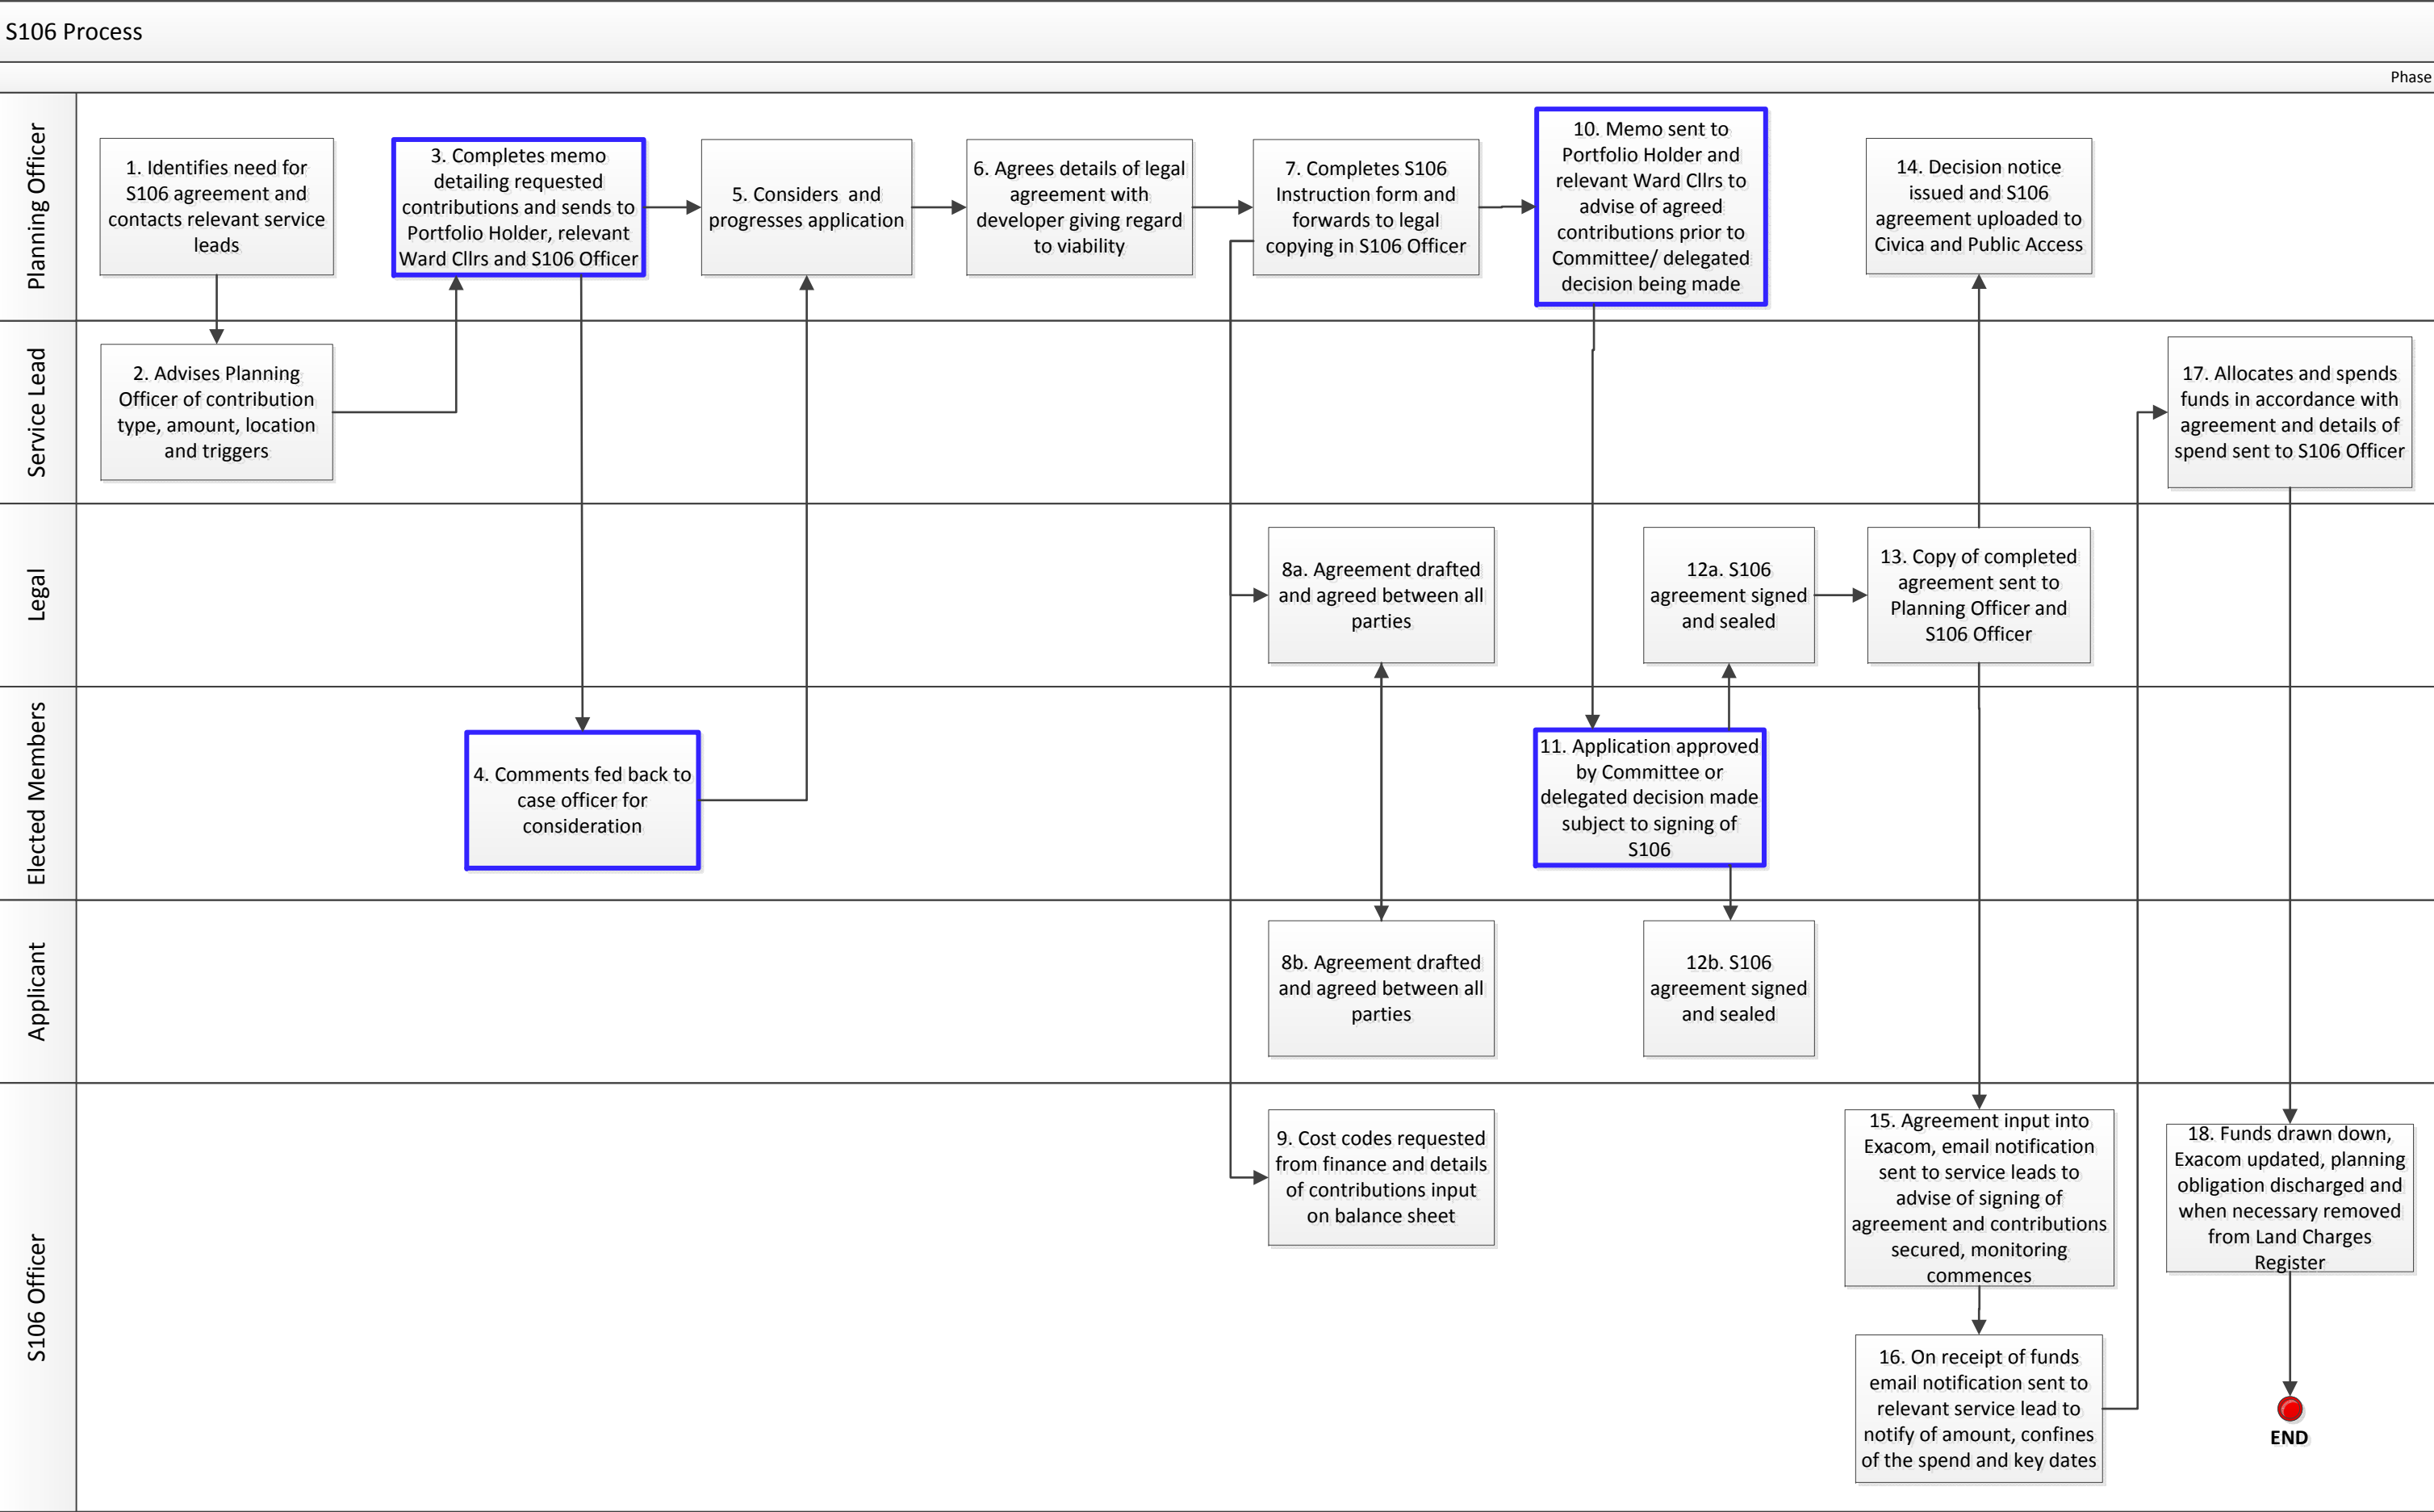 S106 Process
Phase
Planning Officer
1. Identifies need for
S106 agreement and
contacts relevant service
leads
3. Completes memo
detailing requested
contributions and sends to
Portfolio Holder, relevant
Ward Cllrs and S106 Officer
5. Considers  and
progresses application
6. Agrees details of legal
agreement with
developer giving regard
to viability
7. Completes S106
Instruction form and
forwards to legal
copying in S106 Officer
10. Memo sent to
Portfolio Holder and
relevant Ward Cllrs to
advise of agreed
contributions prior to
Committee/ delegated
decision being made
14. Decision notice
issued and S106
agreement uploaded to
Civica and Public Access
Service Lead
2. Advises Planning
Officer of contribution
type, amount, location
and triggers
17. Allocates and spends
funds in accordance with
agreement and details of
spend sent to S106 Officer
Legal
8a. Agreement drafted
and agreed between all
parties
12a. S106
agreement signed
and sealed
13. Copy of completed
agreement sent to
Planning Officer and
S106 Officer
Elected Members
4. Comments fed back to
case officer for
consideration
11. Application approved
by Committee or
delegated decision made
subject to signing of
S106
Applicant
8b. Agreement drafted
and agreed between all
parties
12b. S106
agreement signed
and sealed
S106 Officer
9. Cost codes requested
from finance and details
of contributions input
on balance sheet
15. Agreement input into
Exacom, email notification
sent to service leads to
advise of signing of
agreement and contributions
secured, monitoring
commences
18. Funds drawn down,
Exacom updated, planning
obligation discharged and
when necessary removed
from Land Charges
Register
16. On receipt of funds
email notification sent to
relevant service lead to
notify of amount, confines
of the spend and key dates
END